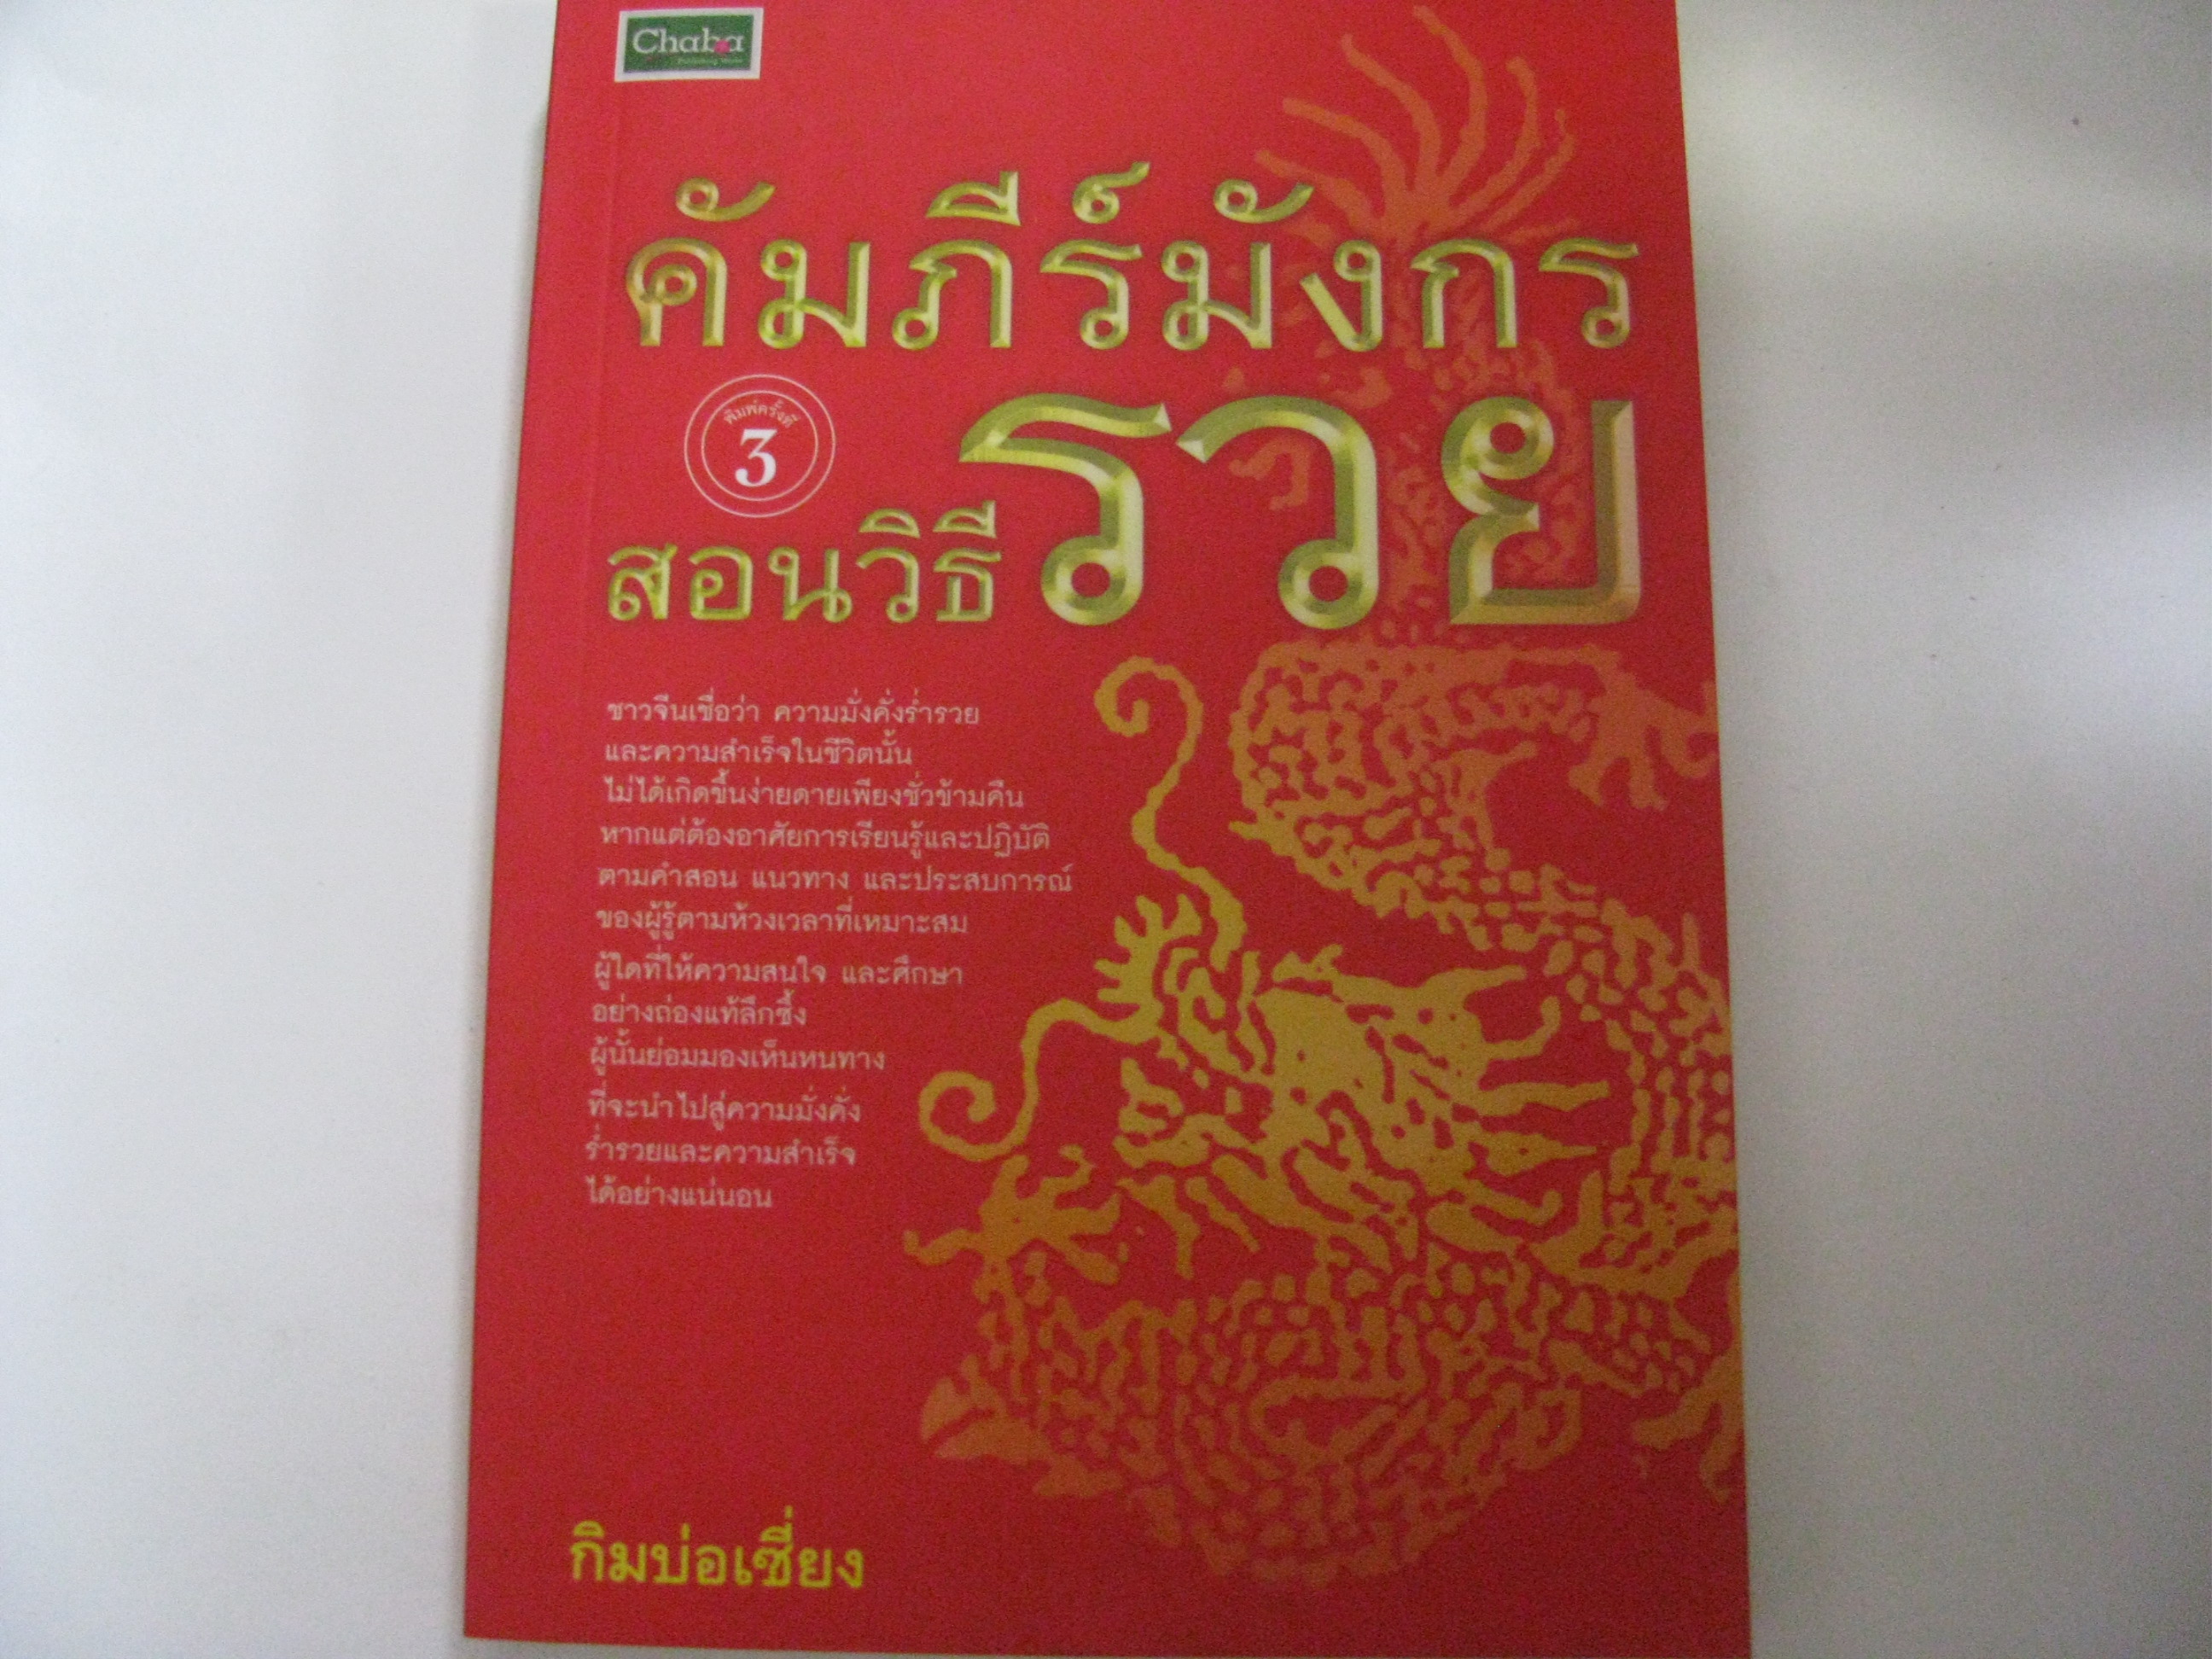 Chaba
Publishing Works
คัมภีร์มังกร
พิมพ์ครั้งที่
3
สอนวิธีรวย
ชาวจีนเชื่อว่า ความมั่งคั่งร่ำรวย
และความสำเร็จในชีวิตนั้น
ไม่ได้เกิดขึ้นง่ายดายเพียงชั่วข้ามคืน
หากแต่ต้องอาศัยการเรียนรู้และปฏิบัติ
ตามคำสอน แนวทาง และประสบการณ์
ของผู้รู้ตามห้วงเวลาที่เหมาะสม
ผู้ใดที่ให้ความสนใจ และศึกษา
อย่างถ่องแท้ลึกซึ้ง
ผู้นั้นย่อมมองเห็นหนทาง
ที่จะนำไปสู่ความมั่งคั่ง
ร่ำรวยและความสำเร็จ
ได้อย่างแน่นอน
กิมบ่อเซี่ยง